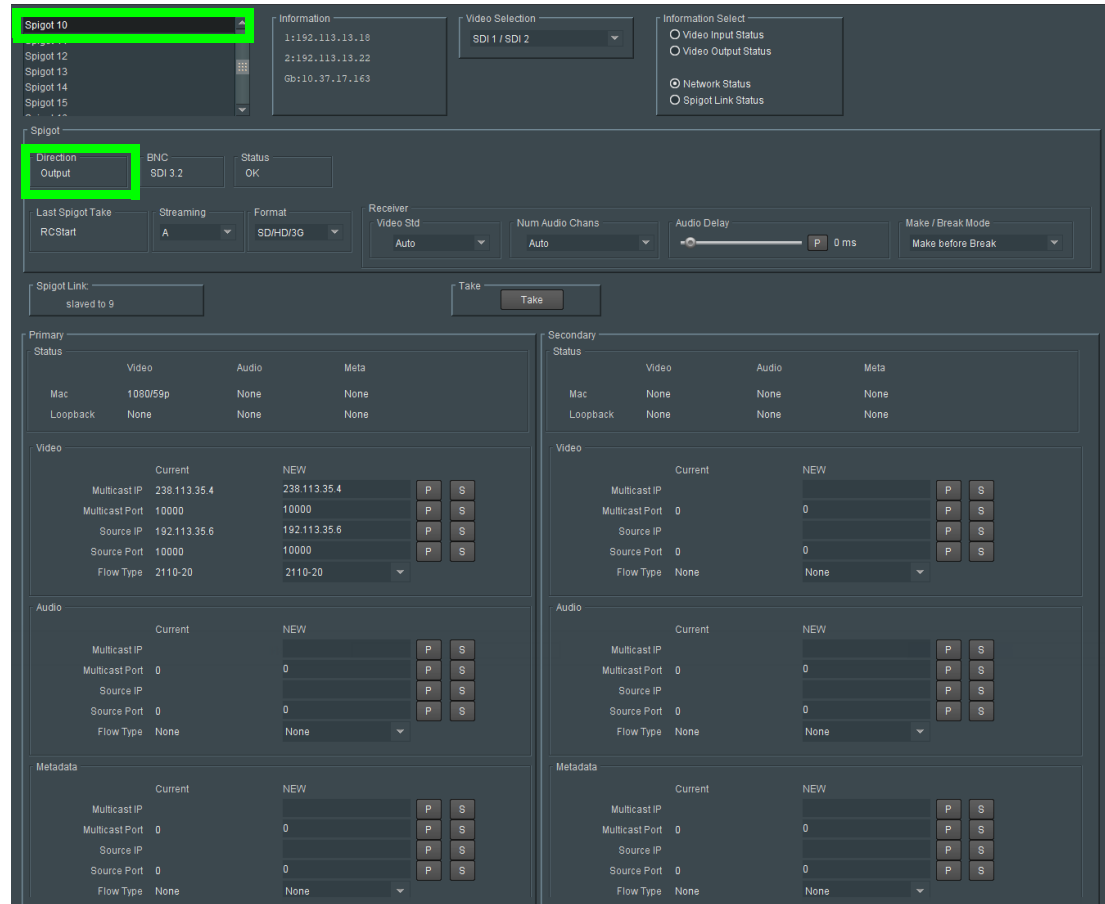 Spigot 10
Spigot 12
Spigot 13
Spigot 14
Spigot 15
Information
1:192.113.13.18
2:192.113.13.22
Gb:10.37.17.163
Video Selection
SDI 1 / SDI 2
Information Select
Video Input Status
Video Output Status
Network Status
Spigot Link Status
Spigot
Direction
Output
BNC
SDI 3.2
Status
OK
Last Spigot Take
RCStart
Streaming
A
Format
SD/HD/3G
Receiver
Video Std
Auto
Num Audio Chans
Auto
Audio Delay
P 0 ms
Make / Break Mode
Make before Break
Spigot Link:
slaved to 9
Take
Take
Primary
Status
Video Audio Meta
Mac 1080/59p None None
Loopback None None None
Video
Current NEW
Multicast IP 238.113.35.4 238.113.35.4 P S
Multicast Port 10000 10000 P S
Source IP 192.113.35.6 192.113.35.6 P S
Source Port 10000 10000 P S
Flow Type 2110-20 2110-20
Audio
Current NEW
Multicast IP P S
Multicast Port 0 0 P S
Source IP P S
Source Port 0 0 P S
Flow Type None None
Metadata
Current NEW
Multicast IP P S
Multicast Port 0 0 P S
Source IP P S
Source Port 0 0 P S
Flow Type None None
Secondary
Status
Video Audio Meta
Mac None None None
Loopback None None None
Video
Current NEW
Multicast IP P S
Multicast Port 0 0 P S
Source IP P S
Source Port 0 0 P S
Flow Type None None
Audio
Current NEW
Multicast IP P S
Multicast Port 0 0 P S
Source IP P S
Source Port 0 0 P S
Flow Type None None
Metadata
Current NEW
Multicast IP P S
Multicast Port 0 0 P S
Source IP P S
Source Port 0 0 P S
Flow Type None None